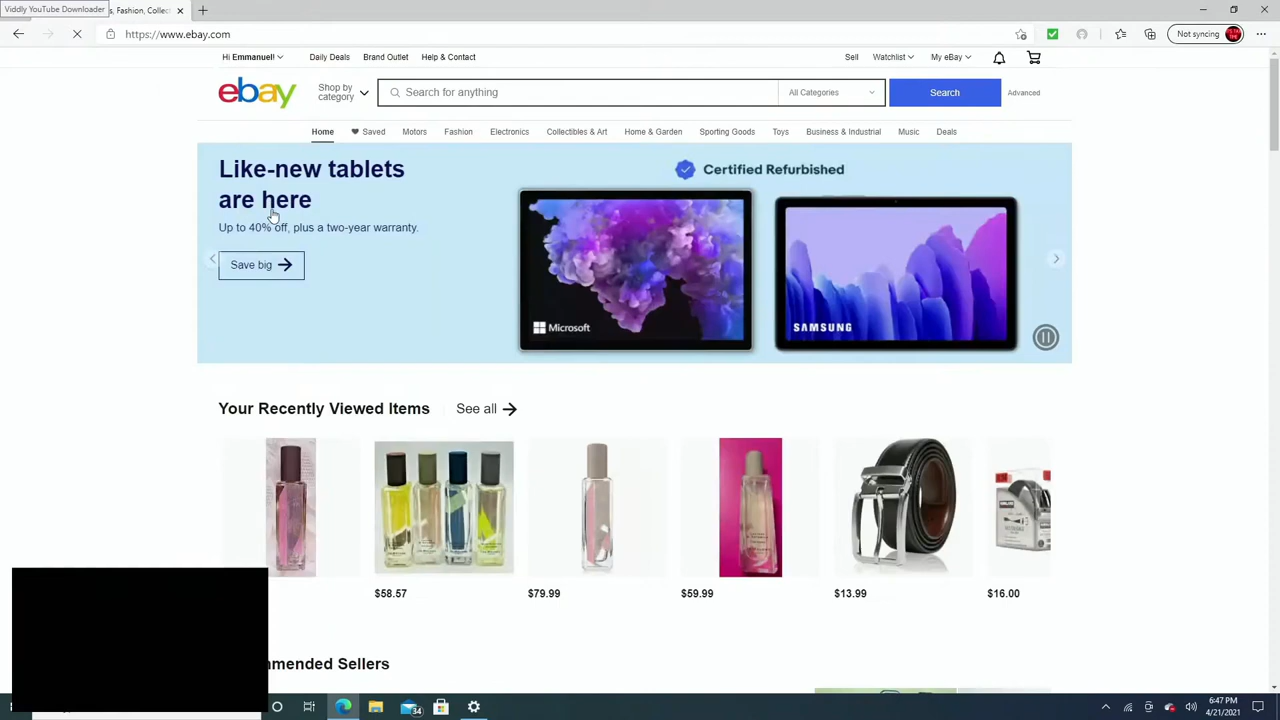 Viddly YouTube Downloader
s, Fashion, Collec
https://www.ebay.com
Not syncing
Hi Emmanuel!
Daily Deals
Brand Outlet
Help & Contact
Sell
Watchlist
My eBay
ebay
Shop by
category
Search for anything
All Categories
Search
Advanced
Home
Saved
Motors
Fashion
Electronics
Collectibles & Art
Home & Garden
Sporting Goods
Toys
Business & Industrial
Music
Deals
Like-new tablets
are here
Up to 40% off, plus a two-year warranty.
Save big
Certified Refurbished
Microsoft
SAMSUNG
Your Recently Viewed Items
See all
$58.57
$79.99
$59.99
$13.99
$16.00
mmended Sellers
34
6:47 PM
4/21/2021